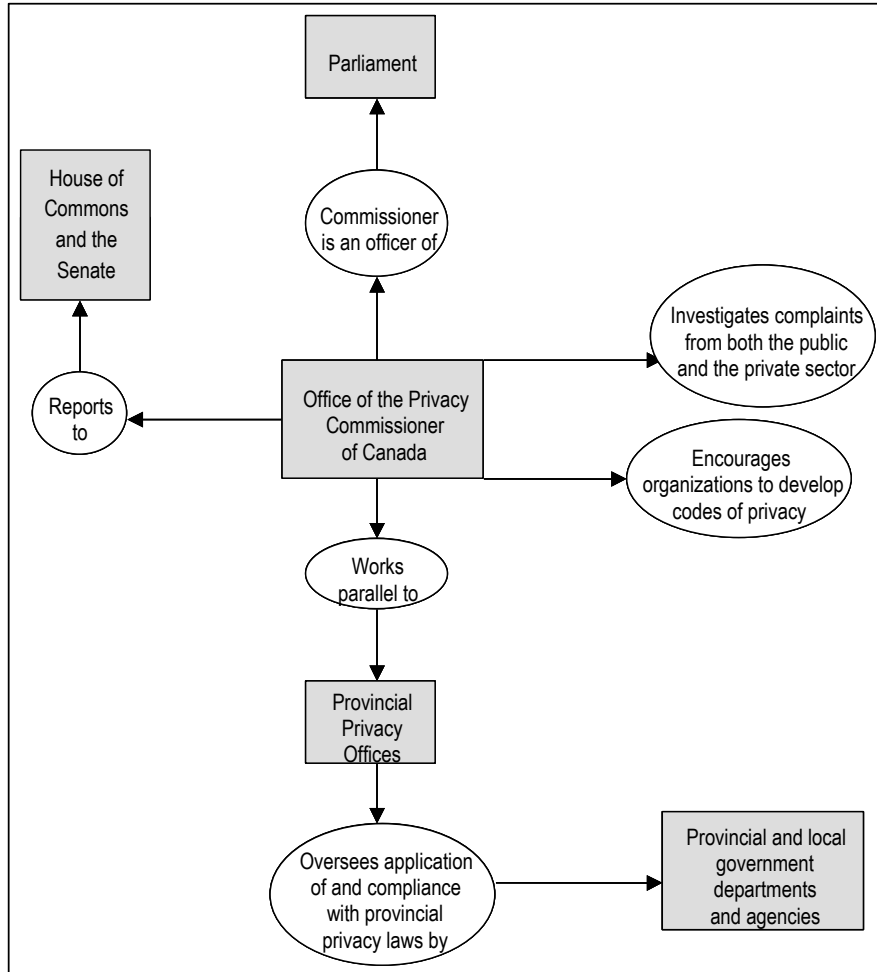 Parliament
House of
Commons
and the
Senate
Commissioner
is an officer of
Investigates complaints
from both the public
and the private sector
Reports
to
Office of the Privacy
Commissioner
of Canada
Encourages
organizations to develop
codes of privacy
Works
parallel to
Provincial
Privacy
Offices
Oversees application
of and compliance
with provincial
privacy laws by
Provincial and local
government
departments
and agencies